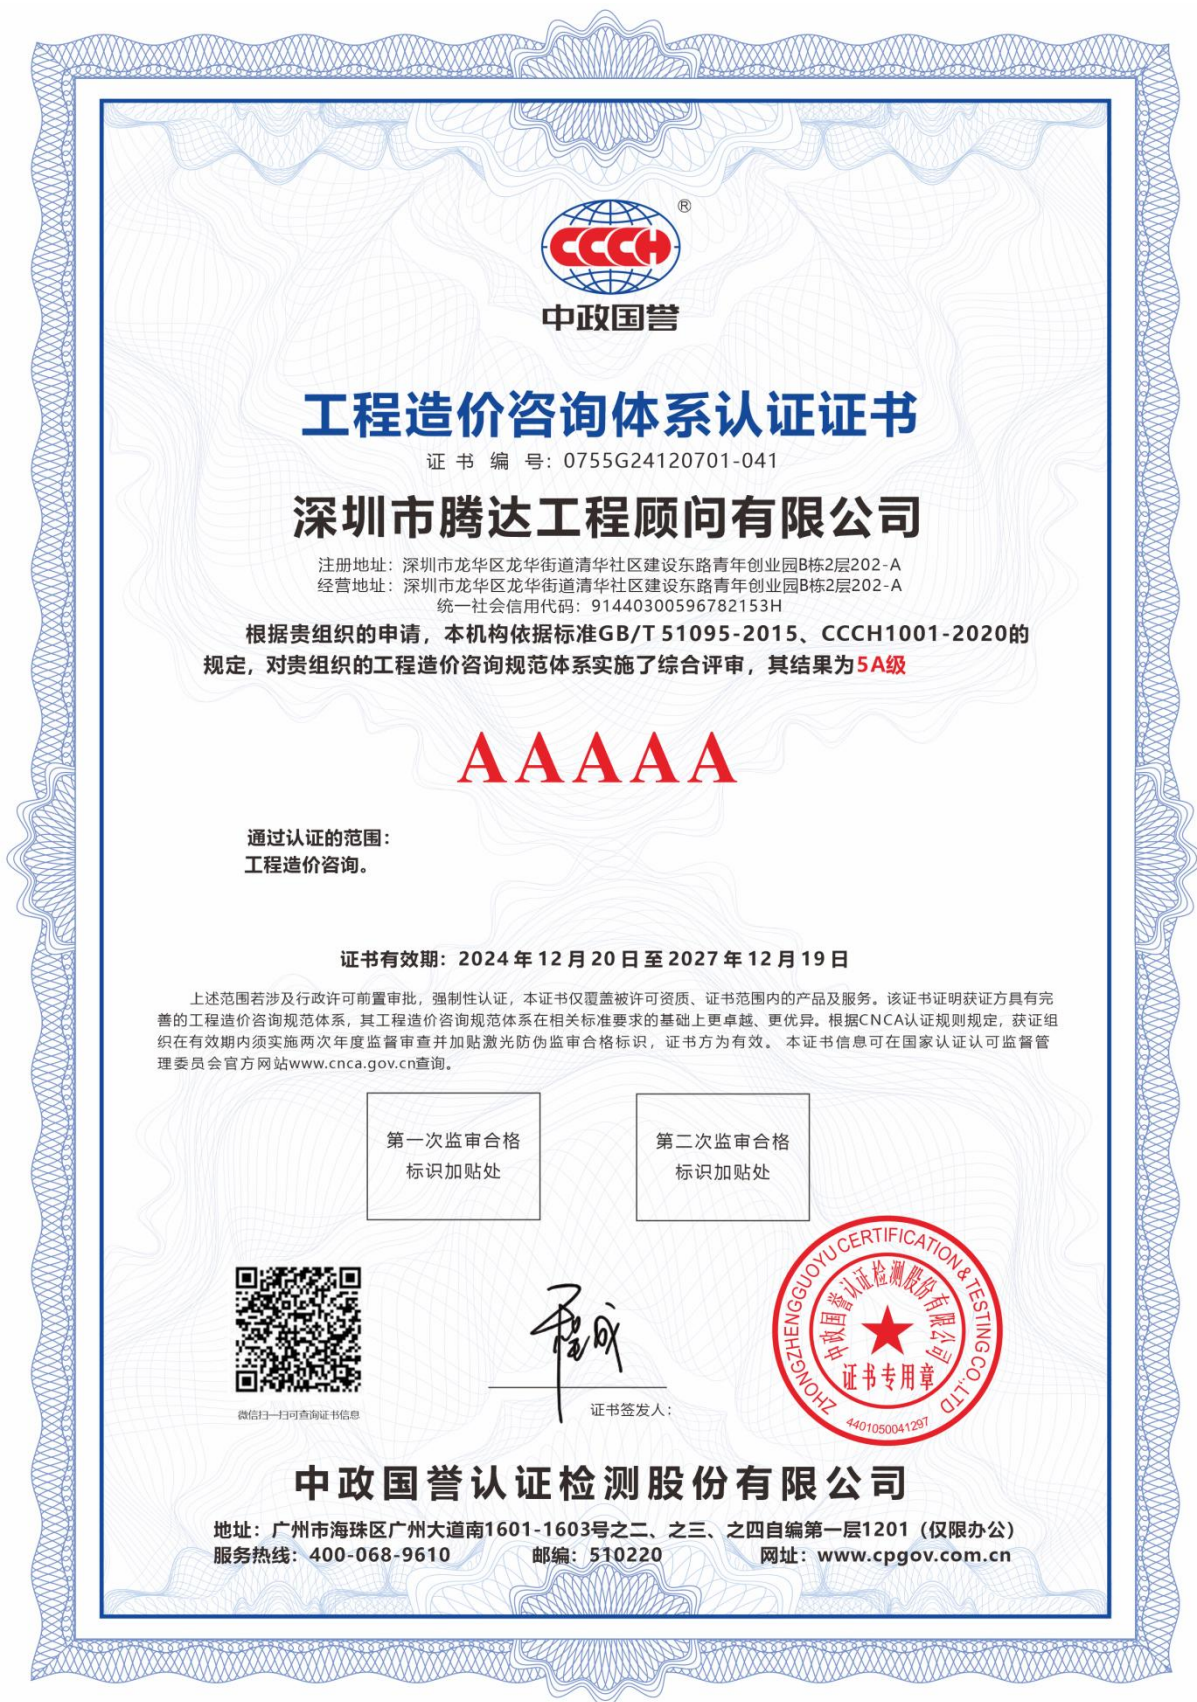 CCCH ®
中政国誉
工程造价咨询体系认证证书
证 书 编 号：0755G24120701-041
深圳市腾达工程顾问有限公司
注册地址：深圳市龙华区龙华街道清华社区建设东路青年创业园B栋2层202-A
经营地址：深圳市龙华区龙华街道清华社区建设东路青年创业园B栋2层202-A
统一社会信用代码：91440300596782153H
根据贵组织的申请，本机构依据标准GB/T 51095-2015、CCCH1001-2020的
规定，对贵组织的工程造价咨询规范体系实施了综合评审，其结果为5A级
AAAAA
通过认证的范围：
工程造价咨询。
证书有效期：2024 年 12 月 20 日 至 2027 年 12 月 19 日
上述范围若涉及行政许可前置审批，强制性认证，本证书仅覆盖被许可资质、证书范围内的产品及服务。该证书证明获证方具有完
善的工程造价咨询规范体系，其工程造价咨询规范体系在相关标准要求的基础上更卓越、更优异。根据CNCA认证规则规定，获证组
织在有效期内须实施两次年度监督审查并加贴激光防伪监审合格标识，证书方为有效。 本证书信息可在国家认证认可监督管
理委员会官方网站www.cnca.gov.cn查询。
第一次监审合格
标识加贴处
第二次监审合格
标识加贴处
微信扫一扫可查询证书信息
证书签发人：
ZHONGZHENGGUOYU CERTIFICATION & TESTING CO.,LTD
中政国誉认证检测股份有限公司
证书专用章
4401050041297
中政国誉认证检测股份有限公司
地址：广州市海珠区广州大道南1601-1603号之二、之三、之四自编第一层1201（仅限办公）
服务热线：400-068-9610 邮编：510220 网址：www.cpgov.com.cn